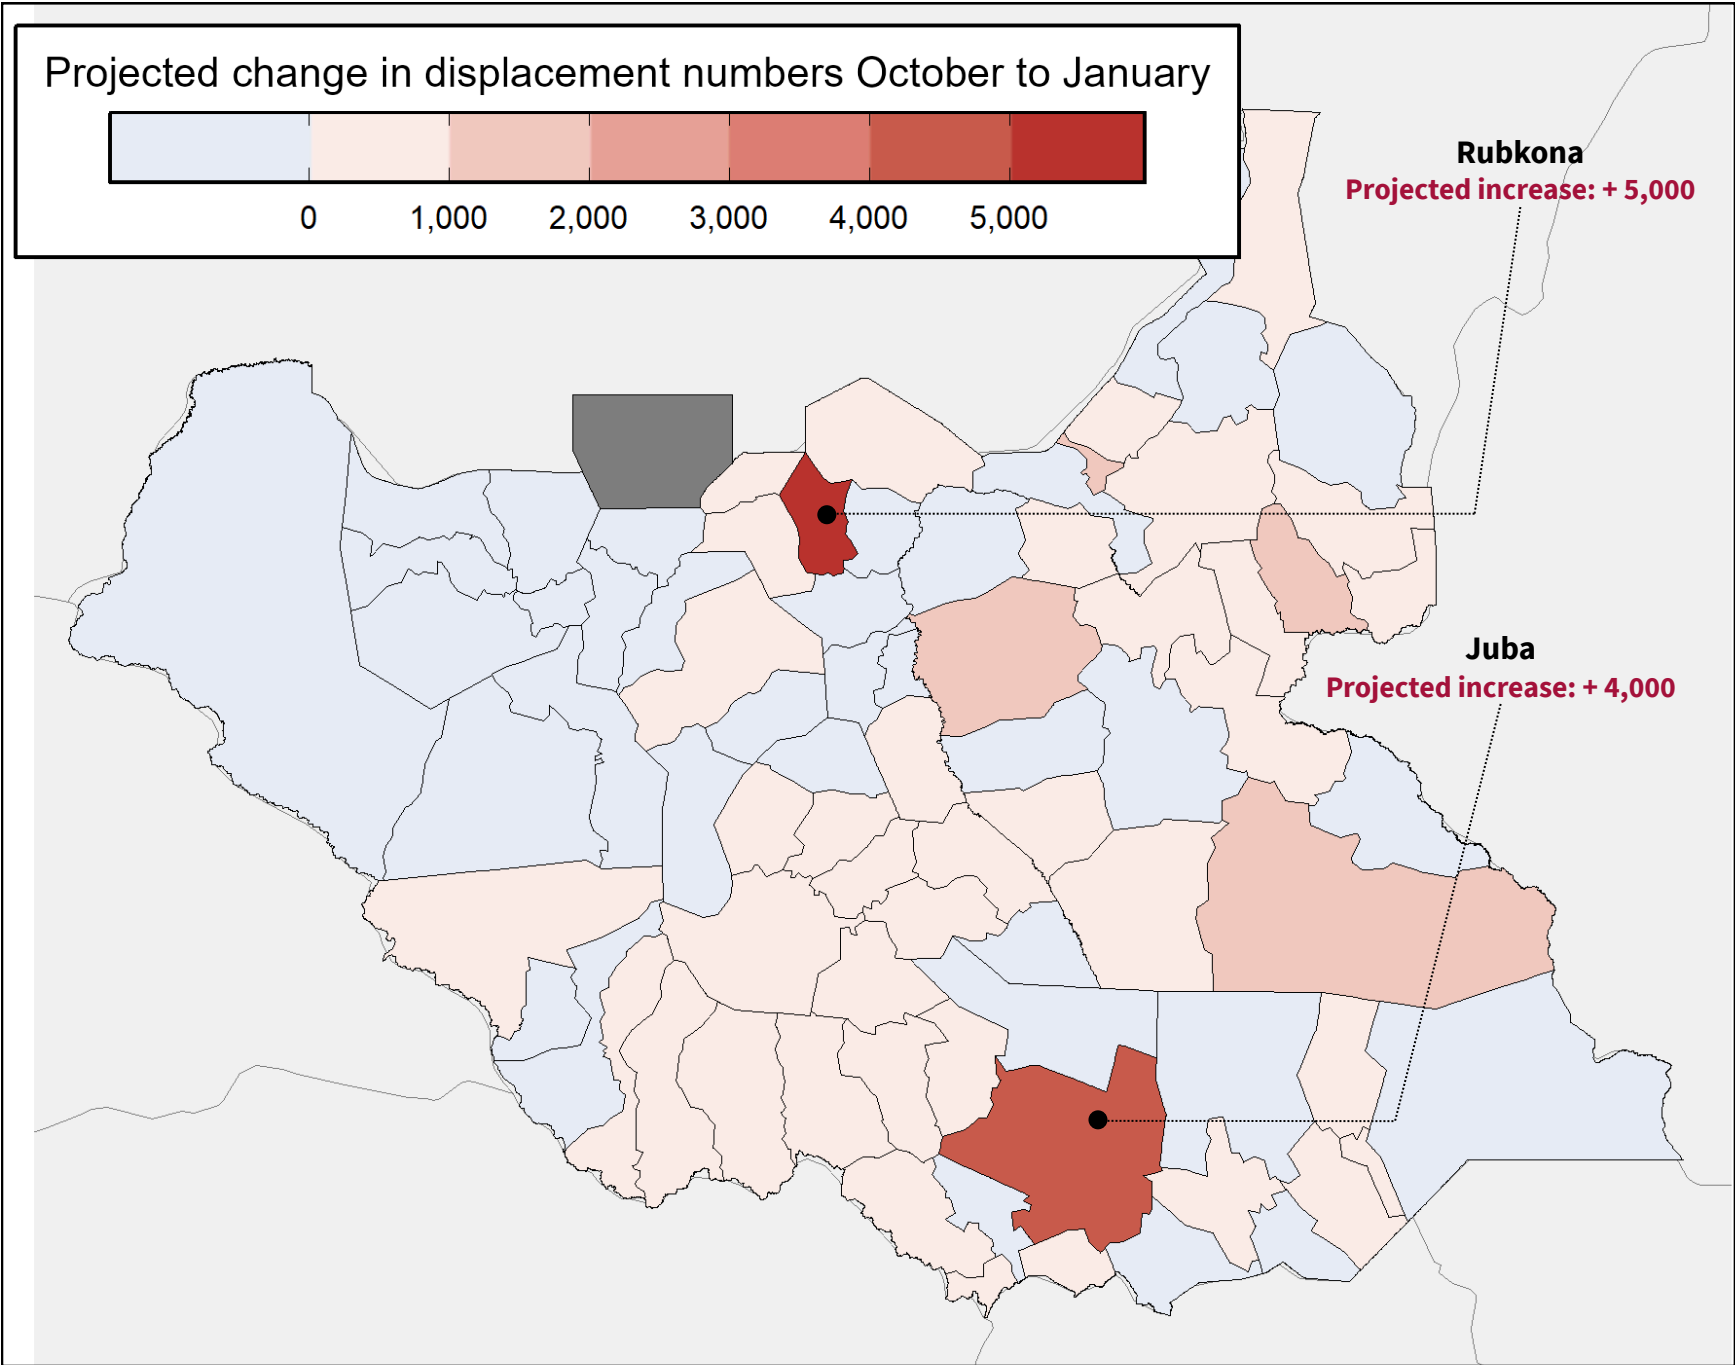 Projected change in displacement numbers October to January
0 1,000 2,000 3,000 4,000 5,000
Rubkona
Projected increase: + 5,000
Juba
Projected increase: + 4,000